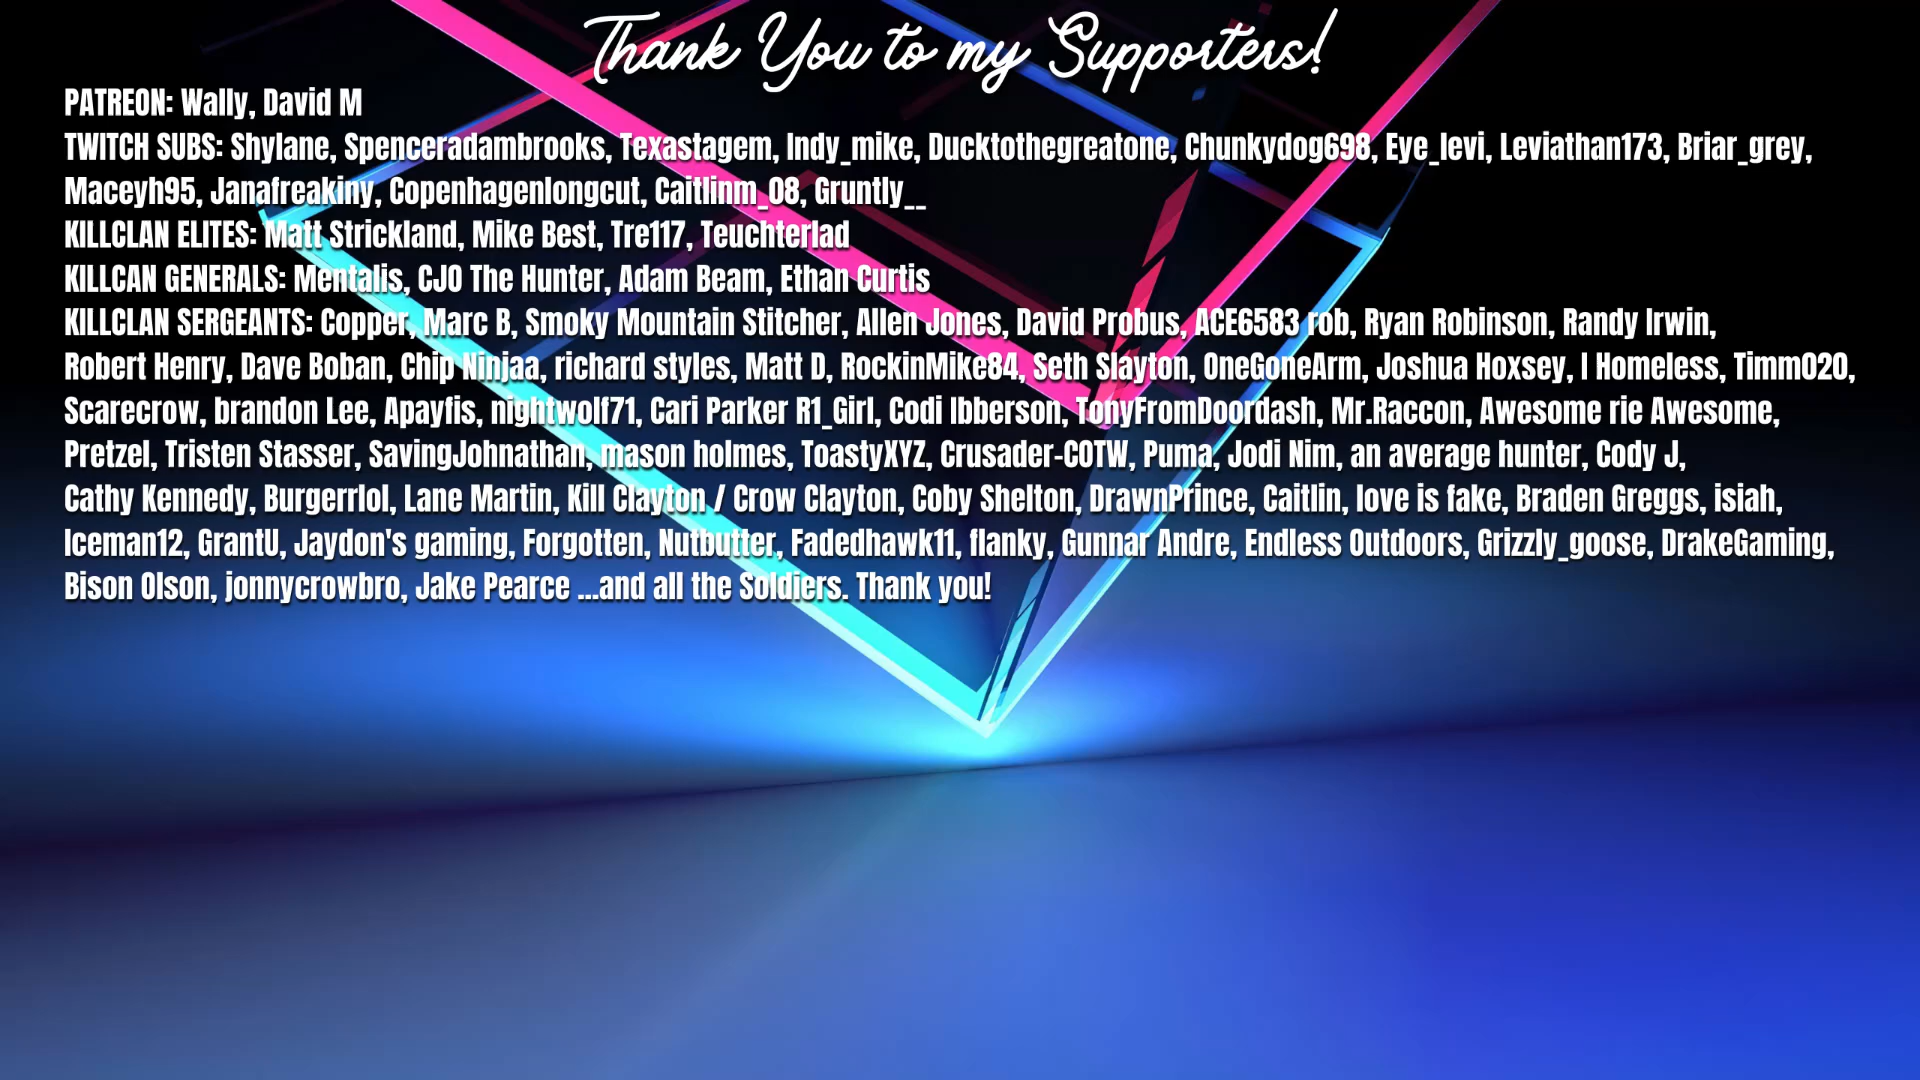 Thank You to my Supporters!
PATREON: Wally, David M
TWITCH SUBS: Shylane, Spenceradambrooks, Texastagem, Indy_mike, Ducktothegreatone, Chunkydog698, Eye_levi, Leviathan173, Briar_grey,
Maceyh95, Janafreakiny, Copenhagenlongcut, Caitlinm_08, Gruntly__
KILLCLAN ELITES: Matt Strickland, Mike Best, Tre117, Teuchterlad
KILLCAN GENERALS: Mentalis, CJO The Hunter, Adam Beam, Ethan Curtis
KILLCLAN SERGEANTS: Copper, Marc B, Smoky Mountain Stitcher, Allen Jones, David Probus, ACE6583 rob, Ryan Robinson, Randy Irwin,
Robert Henry, Dave Boban, Chip Ninjaa, richard styles, Matt D, RockinMike84, Seth Slayton, OneGoneArm, Joshua Hoxsey, I Homeless, Timm020,
Scarecrow, brandon Lee, Apayfis, nightwolf71, Cari Parker R1_Girl, Codi Ibberson, TonyFromDoordash, Mr.Raccon, Awesome rie Awesome,
Pretzel, Tristen Stasser, SavingJohnathan, mason holmes, ToastyXYZ, Crusader-COTW, Puma, Jodi Nim, an average hunter, Cody J,
Cathy Kennedy, Burgerrlol, Lane Martin, Kill Clayton / Crow Clayton, Coby Shelton, DrawnPrince, Caitlin, love is fake, Braden Greggs, isiah,
Iceman12, GrantU, Jaydon's gaming, Forgotten, Nutbutter, Fadedhawk11, flanky, Gunnar Andre, Endless Outdoors, Grizzly_goose, DrakeGaming,
Bison Olson, jonnycrowbro, Jake Pearce ...and all the Soldiers. Thank you!